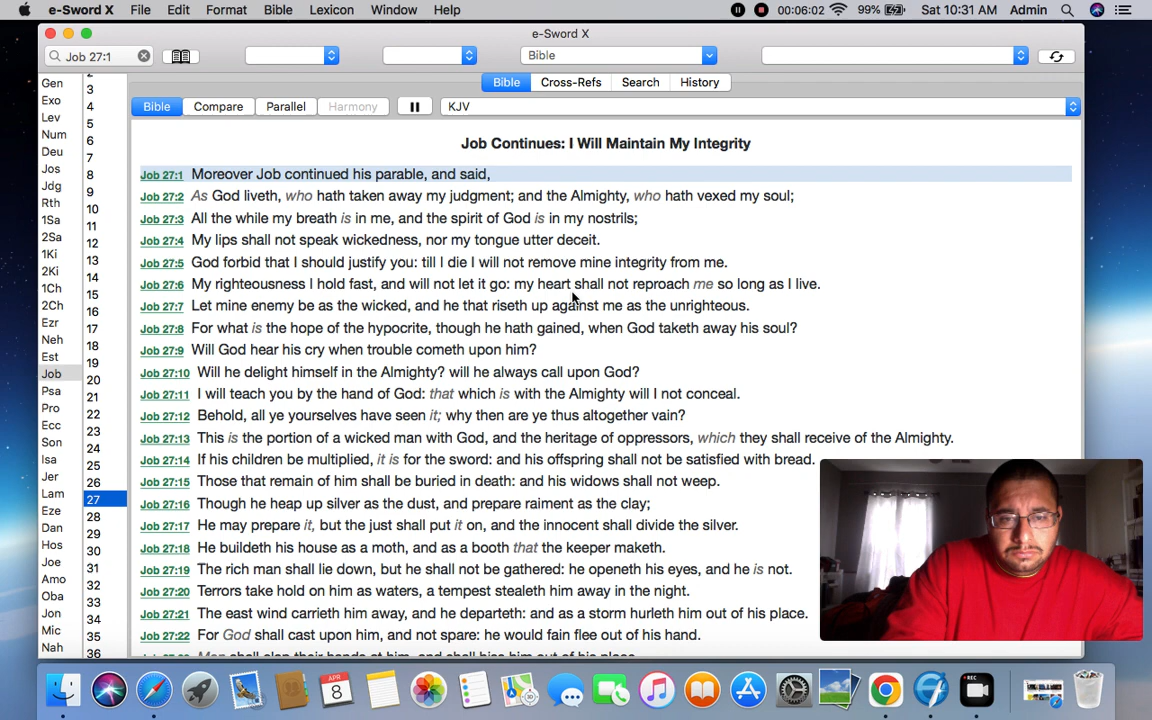 e-Sword X File Edit Format Bible Lexicon Window Help 00:06:02 99% Sat 10:31 AM Admin
e-Sword X
Job 27:1 Bible
Bible Cross-Refs Search History
Bible Compare Parallel Harmony KJV
Gen
Exo
Lev
Num
Deu
Jos
Jdg
Rth
1Sa
2Sa
1Ki
2Ki
1Ch
2Ch
Ezr
Neh
Est
Job
Psa
Pro
Ecc
Son
Isa
Jer
Lam
Eze
Dan
Hos
Joe
Amo
Oba
Jon
Mic
Nah
3
4
5
6
7
8
9
10
11
12
13
14
15
16
17
18
19
20
21
22
23
24
25
26
27
28
29
30
31
32
33
34
35
36
Job Continues: I Will Maintain My Integrity
Job 27:1 Moreover Job continued his parable, and said,
Job 27:2 As God liveth, who hath taken away my judgment; and the Almighty, who hath vexed my soul;
Job 27:3 All the while my breath is in me, and the spirit of God is in my nostrils;
Job 27:4 My lips shall not speak wickedness, nor my tongue utter deceit.
Job 27:5 God forbid that I should justify you: till I die I will not remove mine integrity from me.
Job 27:6 My righteousness I hold fast, and will not let it go: my heart shall not reproach me so long as I live.
Job 27:7 Let mine enemy be as the wicked, and he that riseth up against me as the unrighteous.
Job 27:8 For what is the hope of the hypocrite, though he hath gained, when God taketh away his soul?
Job 27:9 Will God hear his cry when trouble cometh upon him?
Job 27:10 Will he delight himself in the Almighty? will he always call upon God?
Job 27:11 I will teach you by the hand of God: that which is with the Almighty will I not conceal.
Job 27:12 Behold, all ye yourselves have seen it; why then are ye thus altogether vain?
Job 27:13 This is the portion of a wicked man with God, and the heritage of oppressors, which they shall receive of the Almighty.
Job 27:14 If his children be multiplied, it is for the sword: and his offspring shall not be satisfied with bread.
Job 27:15 Those that remain of him shall be buried in death: and his widows shall not weep.
Job 27:16 Though he heap up silver as the dust, and prepare raiment as the clay;
Job 27:17 He may prepare it, but the just shall put it on, and the innocent shall divide the silver.
Job 27:18 He buildeth his house as a moth, and as a booth that the keeper maketh.
Job 27:19 The rich man shall lie down, but he shall not be gathered: he openeth his eyes, and he is not.
Job 27:20 Terrors take hold on him as waters, a tempest stealeth him away in the night.
Job 27:21 The east wind carrieth him away, and he departeth: and as a storm hurleth him out of his place.
Job 27:22 For God shall cast upon him, and not spare: he would fain flee out of his hand.
APR
8
REC